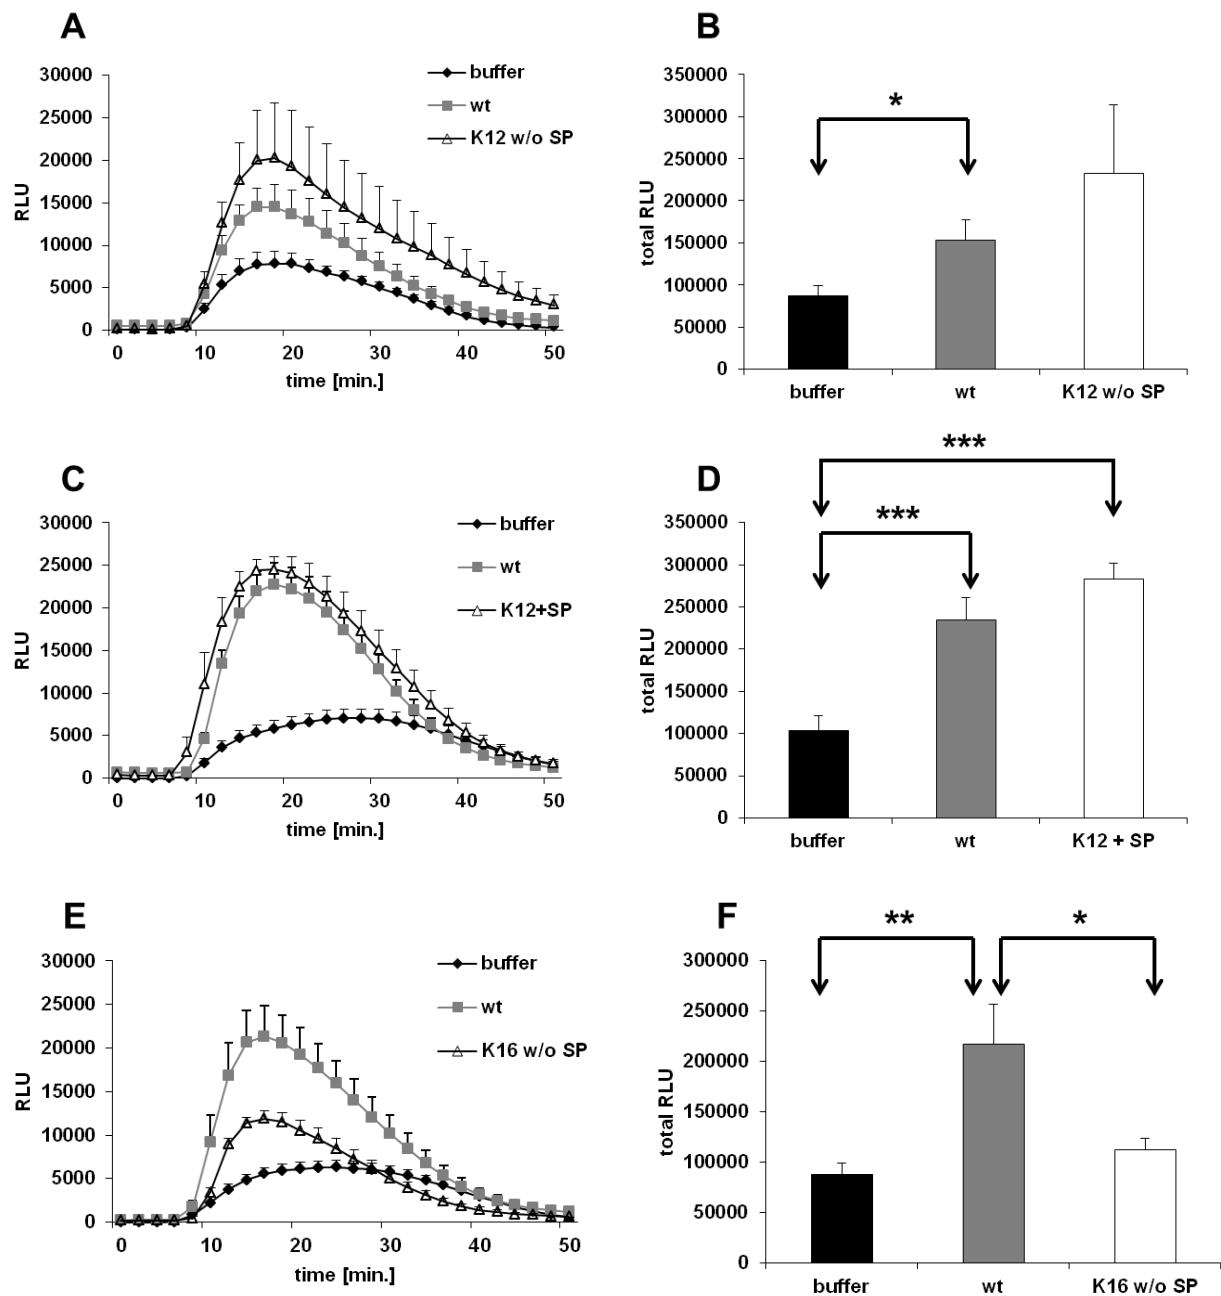 A
30000
25000
20000
15000
10000
5000
0
RLU
0 10 20 30 40 50
time [min.]
buffer
wt
K12 w/o SP
B
350000
300000
250000
200000
150000
100000
50000
0
total RLU
*
buffer wt K12 w/o SP
C
30000
25000
20000
15000
10000
5000
0
RLU
0 10 20 30 40 50
time [min.]
buffer
wt
K12+SP
D
***
***
350000
300000
250000
200000
150000
100000
50000
0
total RLU
buffer wt K12 + SP
E
30000
25000
20000
15000
10000
5000
0
RLU
0 10 20 30 40 50
time [min.]
buffer
wt
K16 w/o SP
F
** *
300000
250000
200000
150000
100000
50000
0
total RLU
buffer wt K16 w/o SP